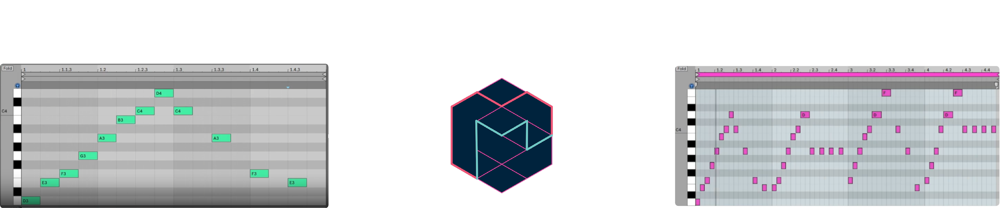 Fold 1 1.1.3 1.2 1.2.3 1.3 1.3.3 1.4 1.4.3
D4
C4 C4 C4
B3
A3 A3
G3
F3 F3
E3 E3
D3
Fold 1 1.2 1.3 1.4 2 2.2 2.3 2.4 3 3.2 3.3 3.4 4 4.2 4.3 4.4
F F
D D D
C4